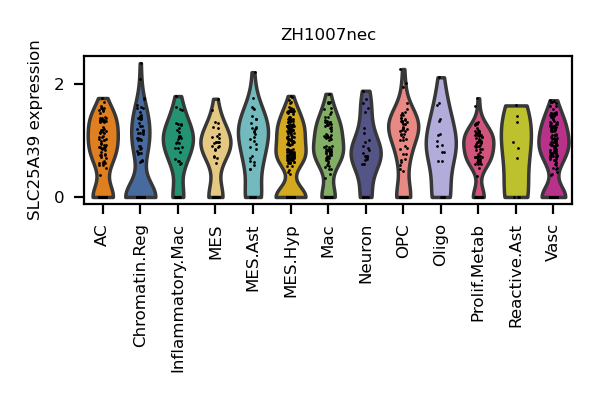 ZH1007nec
SLC25A39 expression
2
0
AC
Chromatin.Reg
Inflammatory.Mac
MES
MES.Ast
MES.Hyp
Mac
Neuron
OPC
Oligo
Prolif.Metab
Reactive.Ast
Vasc